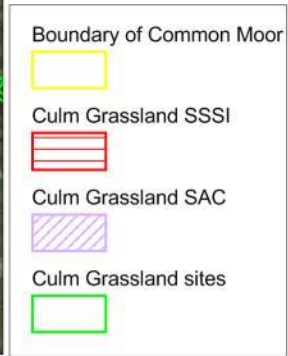 Boundary of Common Moor
Culm Grassland SSSI
Culm Grassland SAC
Culm Grassland sites